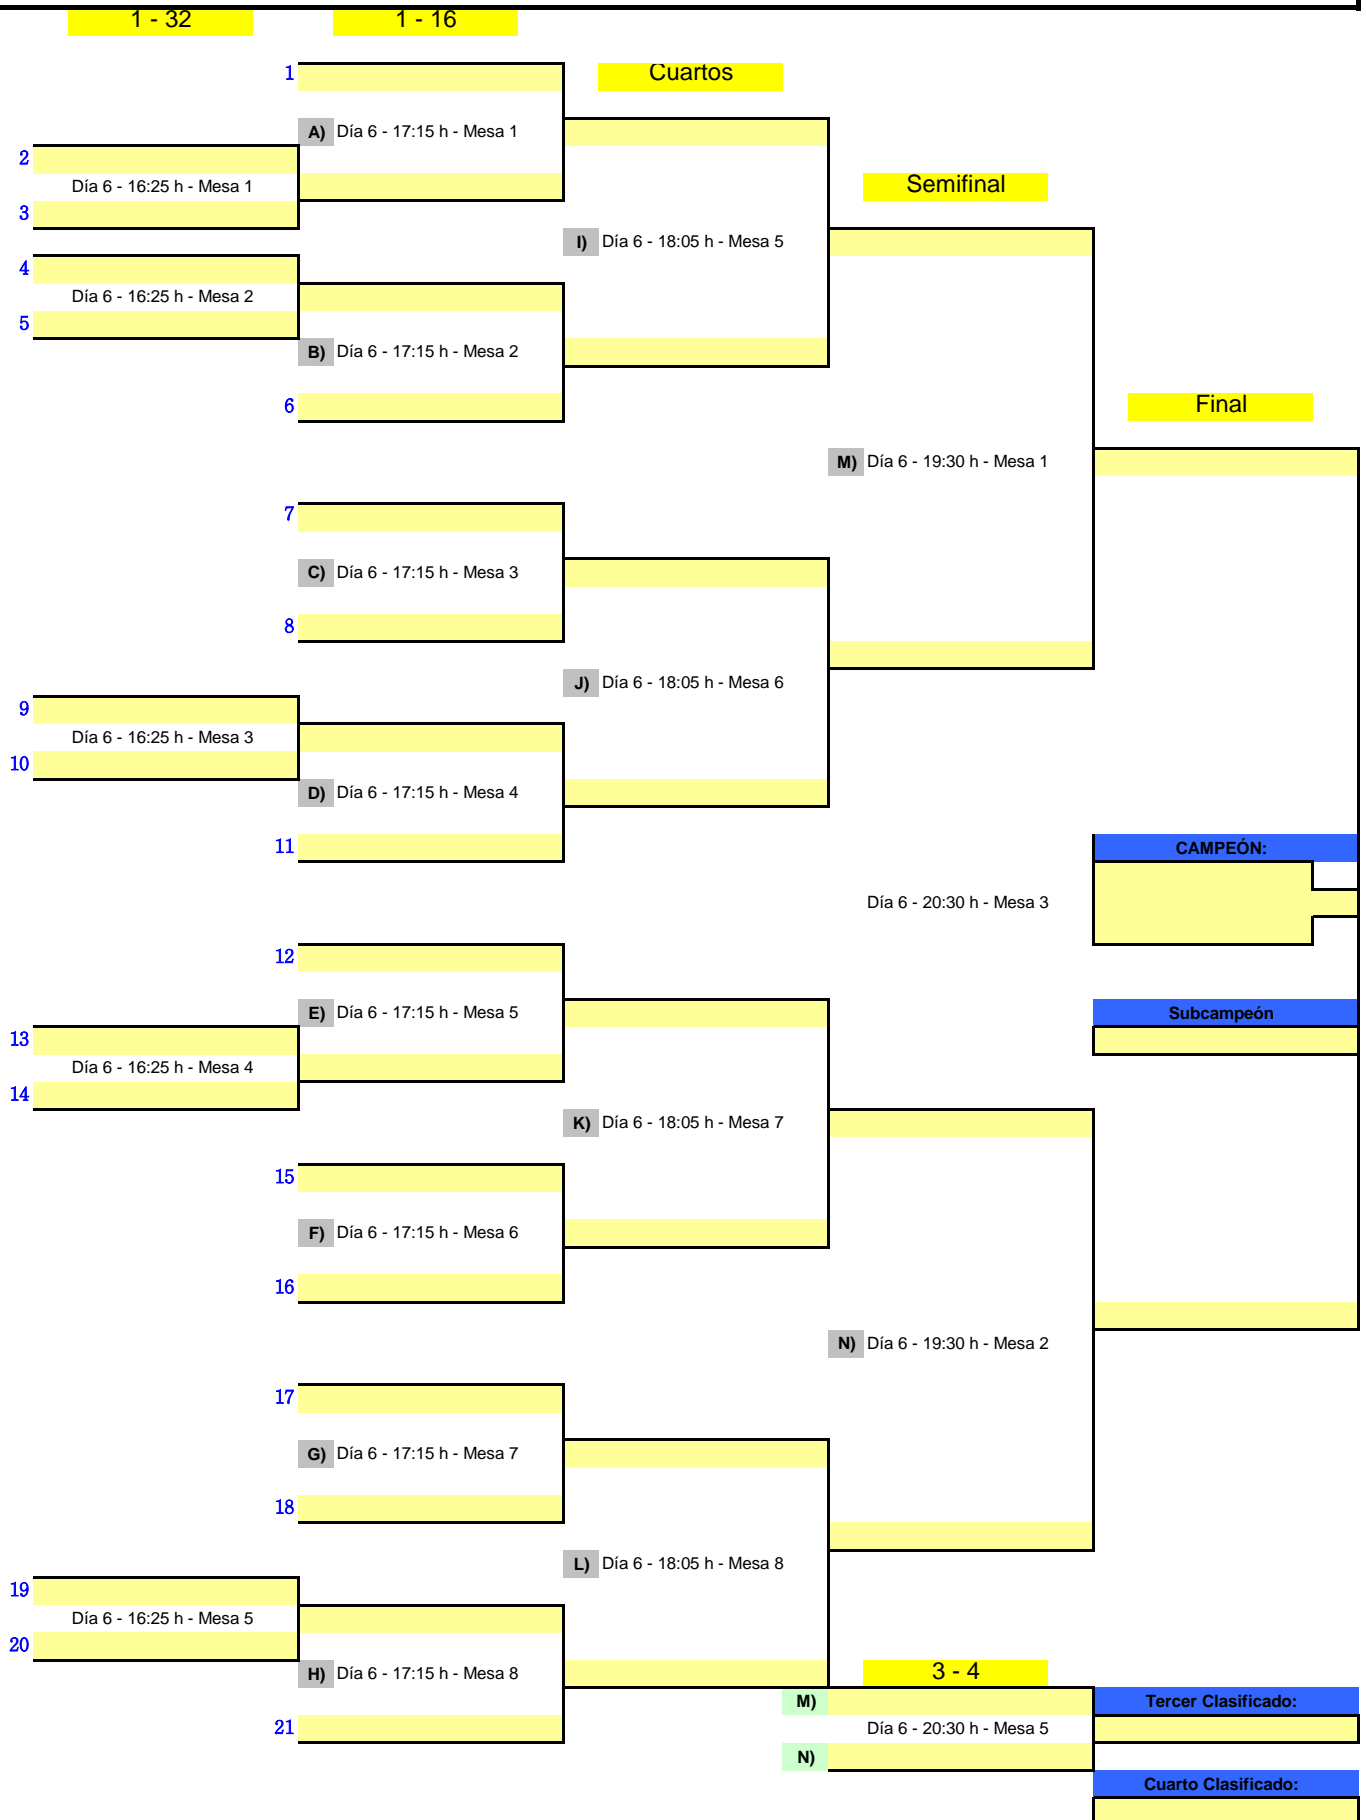 1 - 32
1 - 16
1
Cuartos
A) Día 6 - 17:15 h - Mesa 1
2
Día 6 - 16:25 h - Mesa 1
Semifinal
3
I) Día 6 - 18:05 h - Mesa 5
4
Día 6 - 16:25 h - Mesa 2
5
B) Día 6 - 17:15 h - Mesa 2
6
Final
M) Día 6 - 19:30 h - Mesa 1
7
C) Día 6 - 17:15 h - Mesa 3
8
J) Día 6 - 18:05 h - Mesa 6
9
Día 6 - 16:25 h - Mesa 3
10
D) Día 6 - 17:15 h - Mesa 4
11
CAMPEÓN:
Día 6 - 20:30 h - Mesa 3
12
E) Día 6 - 17:15 h - Mesa 5
Subcampeón
13
Día 6 - 16:25 h - Mesa 4
14
K) Día 6 - 18:05 h - Mesa 7
15
F) Día 6 - 17:15 h - Mesa 6
16
N) Día 6 - 19:30 h - Mesa 2
17
G) Día 6 - 17:15 h - Mesa 7
18
L) Día 6 - 18:05 h - Mesa 8
19
Día 6 - 16:25 h - Mesa 5
20
H) Día 6 - 17:15 h - Mesa 8
3 - 4
M)
Tercer Clasificado:
21
Día 6 - 20:30 h - Mesa 5
N)
Cuarto Clasificado: